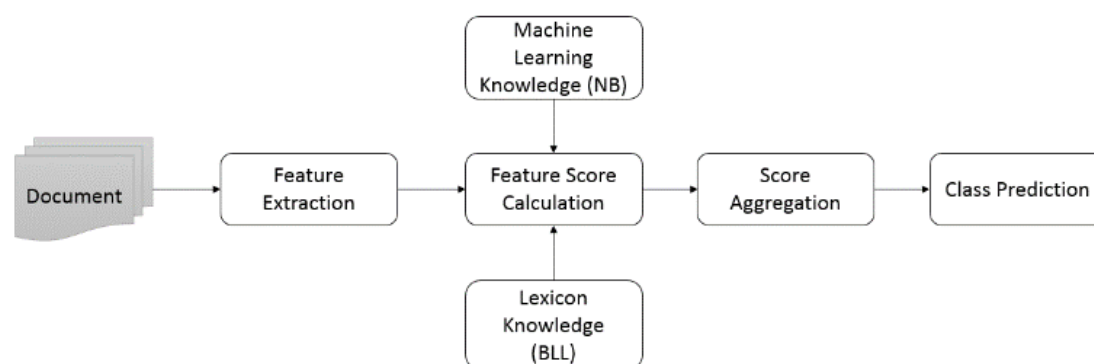 Machine
Learning
Knowledge (NB)
Document
Feature
Extraction
Feature Score
Calculation
Score
Aggregation
Class Prediction
Lexicon
Knowledge
(BLL)